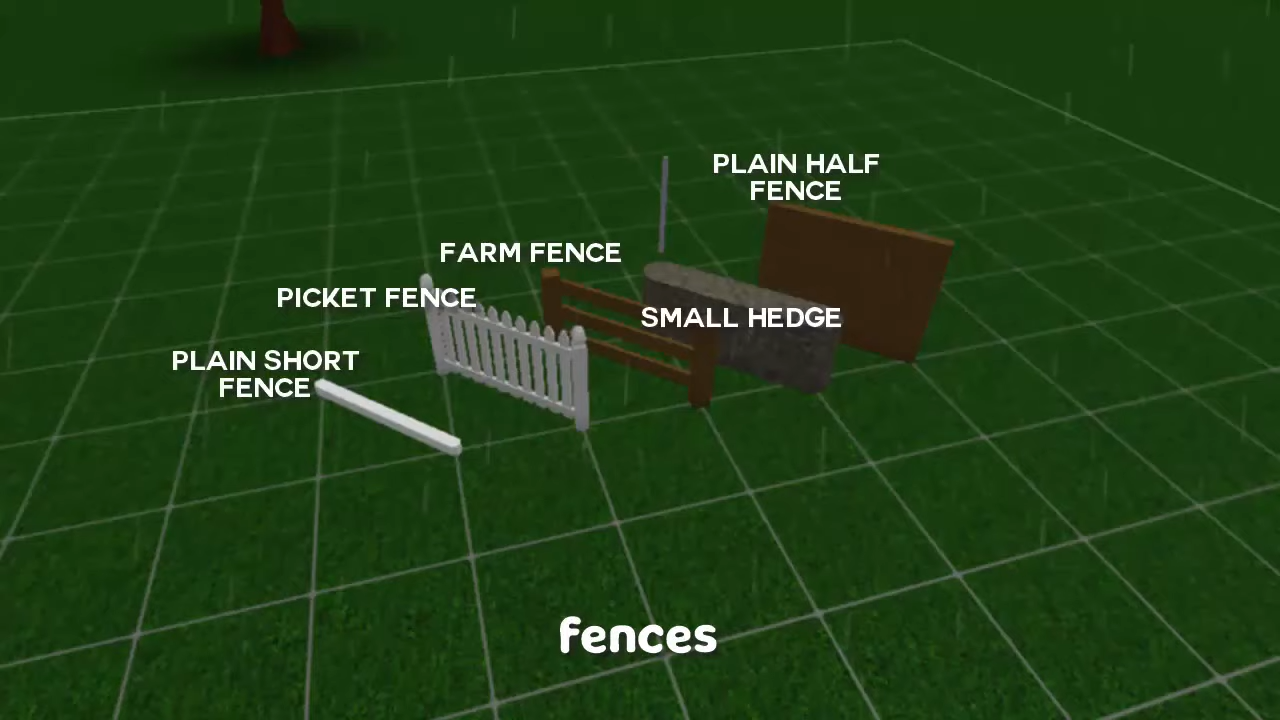 PLAIN HALF
FENCE
FARM FENCE
PICKET FENCE
SMALL HEDGE
PLAIN SHORT
FENCE
fences